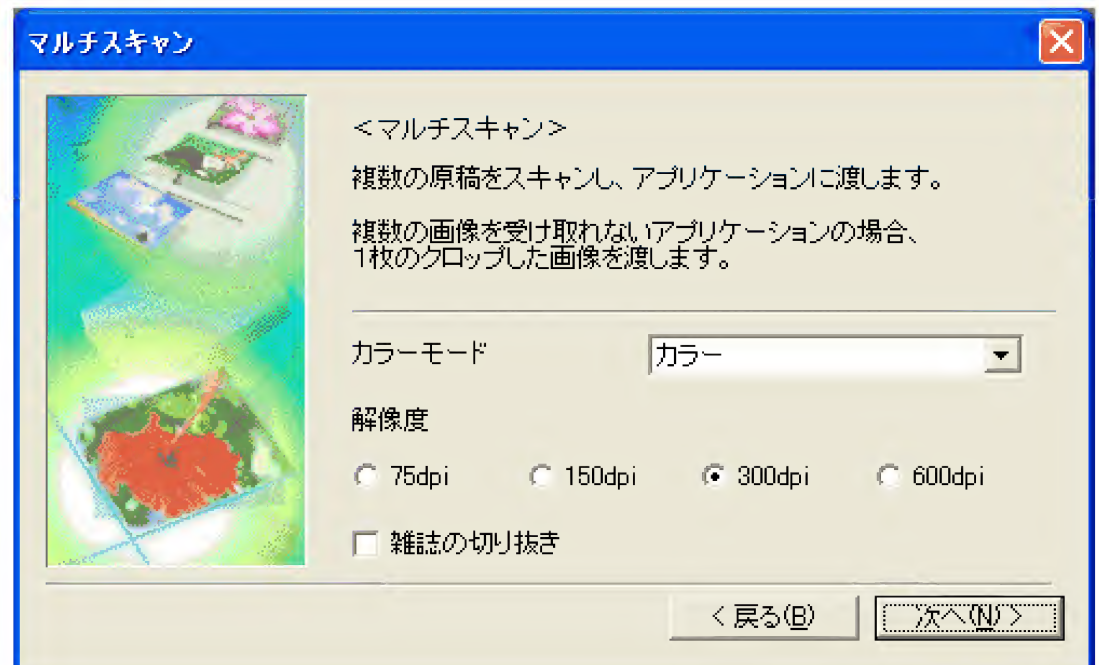 マルチスキャン
<マルチスキャン>
複数の原稿をスキャンし、アプリケーションに渡します。
複数の画像を受け取れないアプリケーションの場合、
1枚のクロップした画像を渡します。
カラーモード カラー
解像度
75dpi 150dpi 300dpi 600dpi
雑誌の切り抜き
< 戻る(B) 次へ(N) >